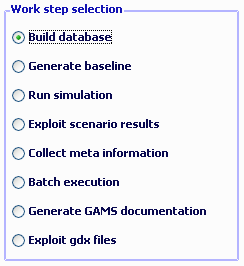 Work step selection
Build database
Generate baseline
Run simulation
Exploit scenario results
Collect meta information
Batch execution
Generate GAMS documentation
Exploit gdx files